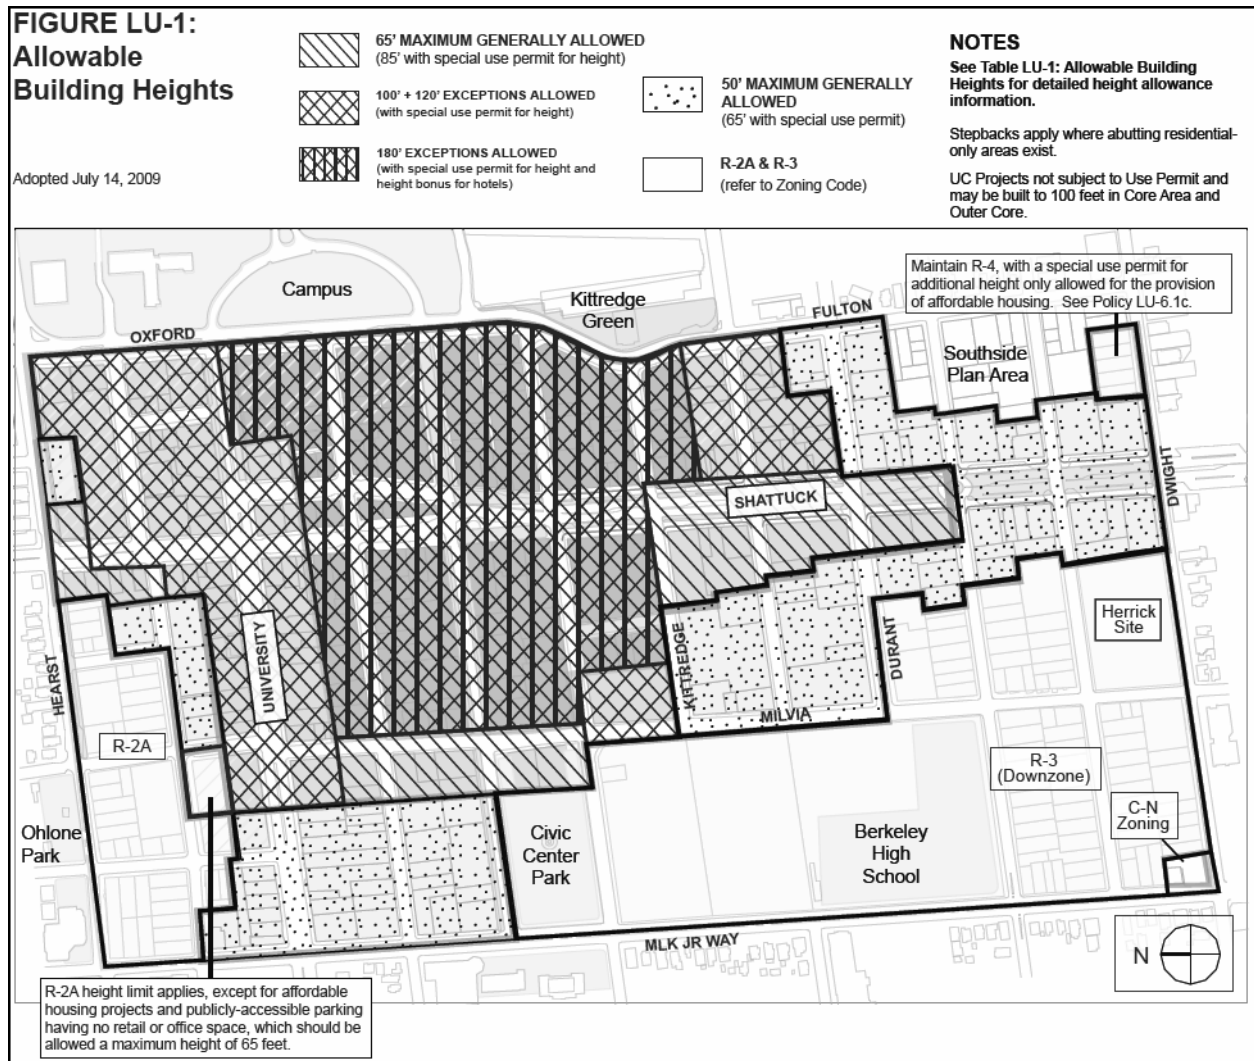 FIGURE LU-1:
Allowable
Building Heights
Adopted July 14, 2009
65' MAXIMUM GENERALLY ALLOWED
(85' with special use permit for height)
100' + 120' EXCEPTIONS ALLOWED
(with special use permit for height)
180' EXCEPTIONS ALLOWED
(with special use permit for height and
height bonus for hotels)
50' MAXIMUM GENERALLY
ALLOWED
(65' with special use permit)
R-2A & R-3
(refer to Zoning Code)
NOTES
See Table LU-1: Allowable Building
Heights for detailed height allowance
information.
Stepbacks apply where abutting residential-
only areas exist.
UC Projects not subject to Use Permit and
may be built to 100 feet in Core Area and
Outer Core.
Maintain R-4, with a special use permit for
additional height only allowed for the provision
of affordable housing. See Policy LU-6.1c.
Campus
Kittredge
Green
OXFORD
FULTON
Southside
Plan Area
SHATTUCK
DWIGHT
UNIVERSITY
KITTREDGE
DURANT
Herrick
Site
HEARST
MILVIA
R-2A
R-3
(Downzone)
C-N
Zoning
Ohlone
Park
Civic
Center
Park
Berkeley
High
School
MLK JR WAY
N
R-2A height limit applies, except for affordable
housing projects and publicly-accessible parking
having no retail or office space, which should be
allowed a maximum height of 65 feet.